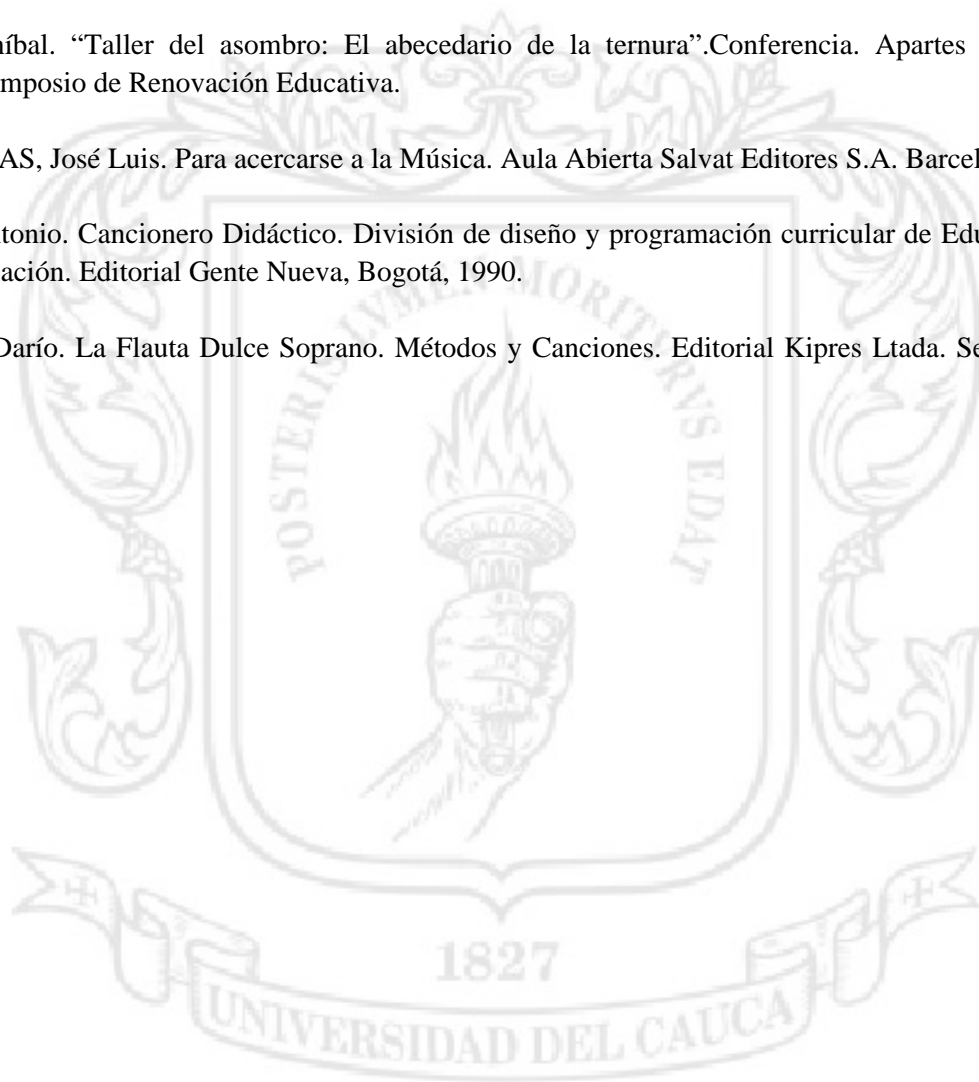 níbal. “Taller del asombro: El abecedario de la ternura”.Conferencia. Apartes
mposio de Renovación Educativa.
AS, José Luis. Para acercarse a la Música. Aula Abierta Salvat Editores S.A. Barcel
tonio. Cancionero Didáctico. División de diseño y programación curricular de Edu
ación. Editorial Gente Nueva, Bogotá, 1990.
Darío. La Flauta Dulce Soprano. Métodos y Canciones. Editorial Kipres Ltada. Se
POSTERIS LVMEN MORITVRVS EDAT
1827
UNIVERSIDAD DEL CAUCA